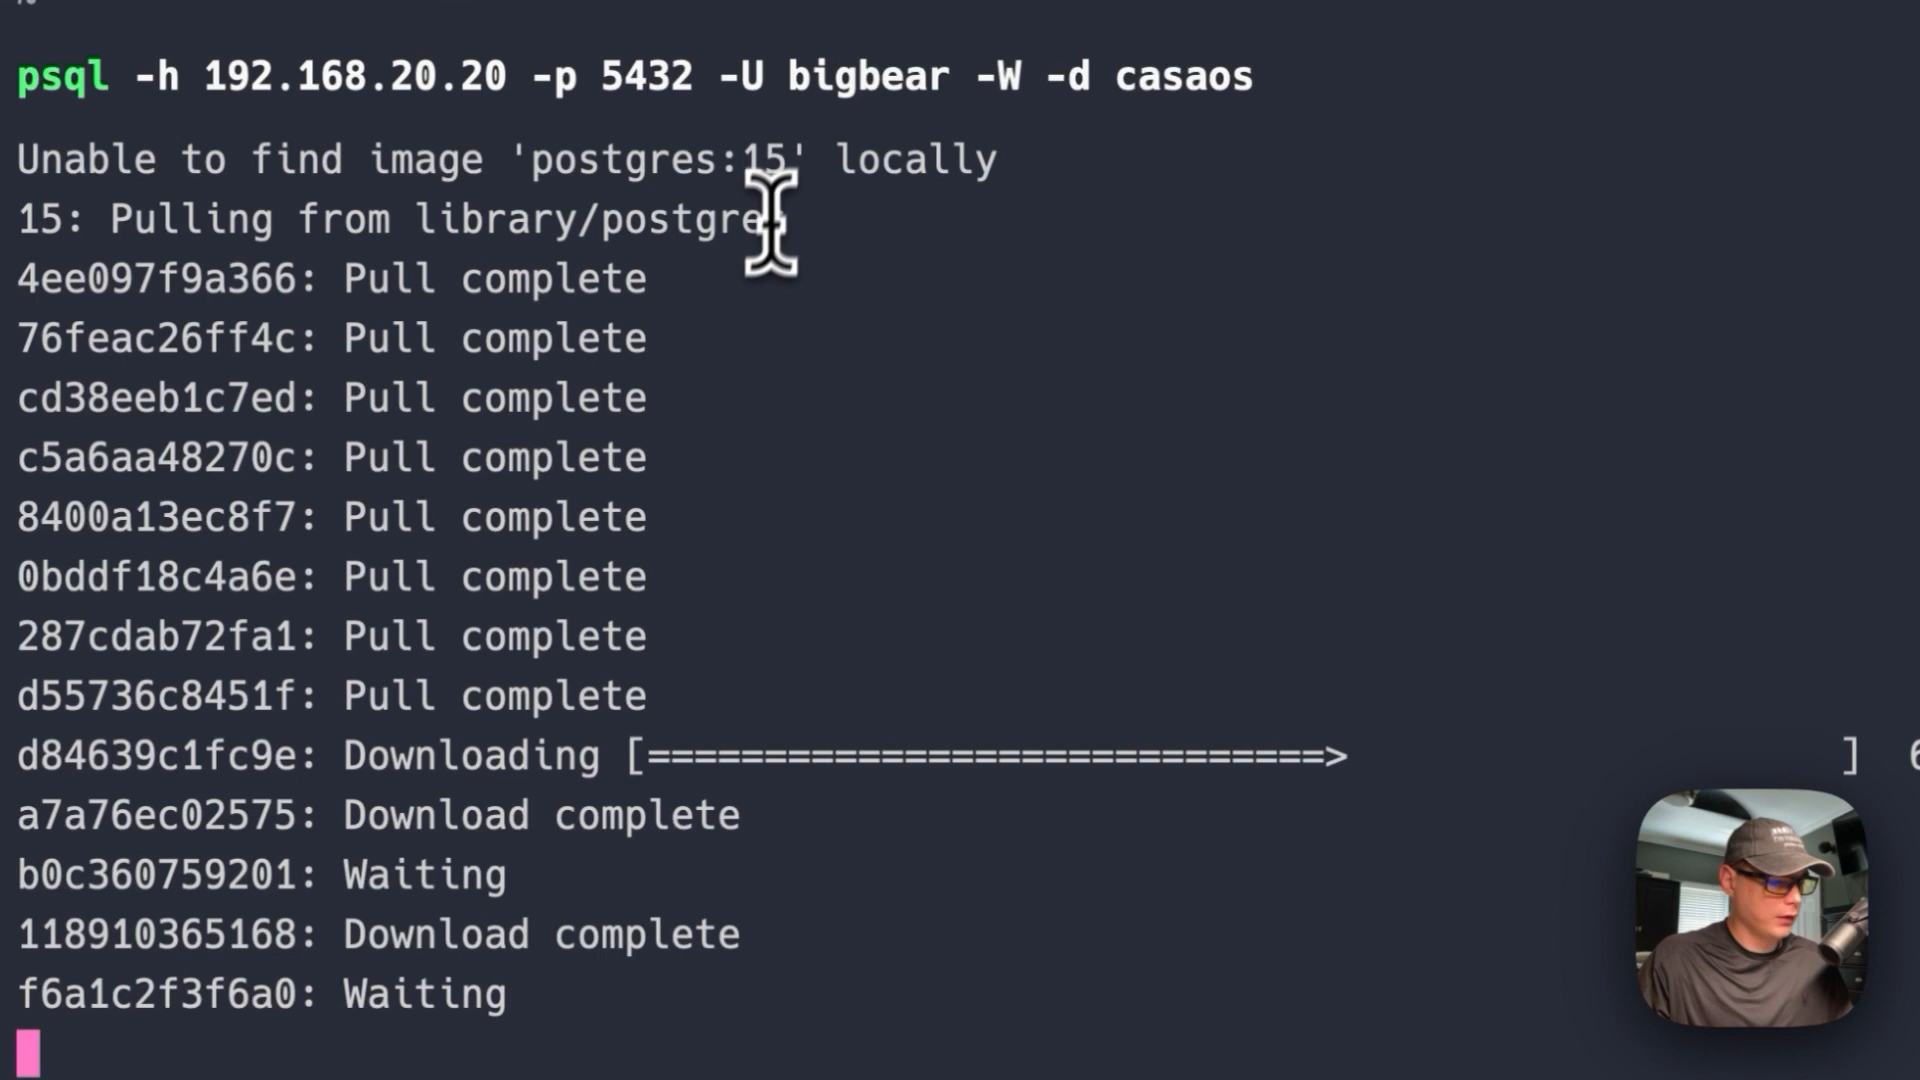 psql -h 192.168.20.20 -p 5432 -U bigbear -W -d casaos
Unable to find image 'postgres:15' locally
15: Pulling from library/postgres
4ee097f9a366: Pull complete
76feac26ff4c: Pull complete
cd38eeb1c7ed: Pull complete
c5a6aa48270c: Pull complete
8400a13ec8f7: Pull complete
0bddf18c4a6e: Pull complete
287cdab72fa1: Pull complete
d55736c8451f: Pull complete
d84639c1fc9e: Downloading [=============================>                      ]  6
a7a76ec02575: Download complete
b0c360759201: Waiting
118910365168: Download complete
f6a1c2f3f6a0: Waiting